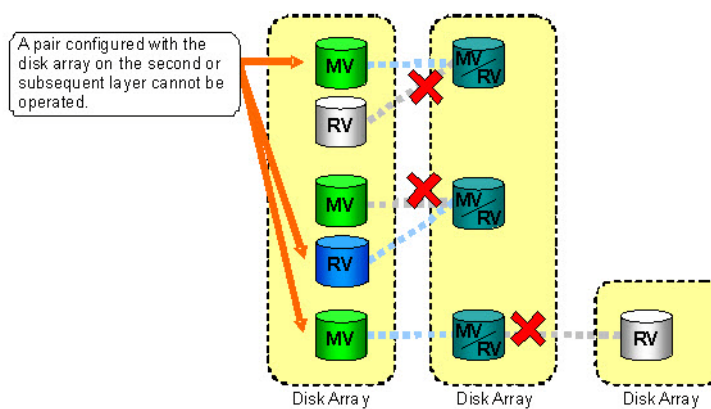 A pair configured with the
disk array on the second or
subsequent layer cannot be
operated.
MV
MV
RV
RV
MV
MV
RV
RV
MV
MV
RV
RV
Disk Array
Disk Array
Disk Array